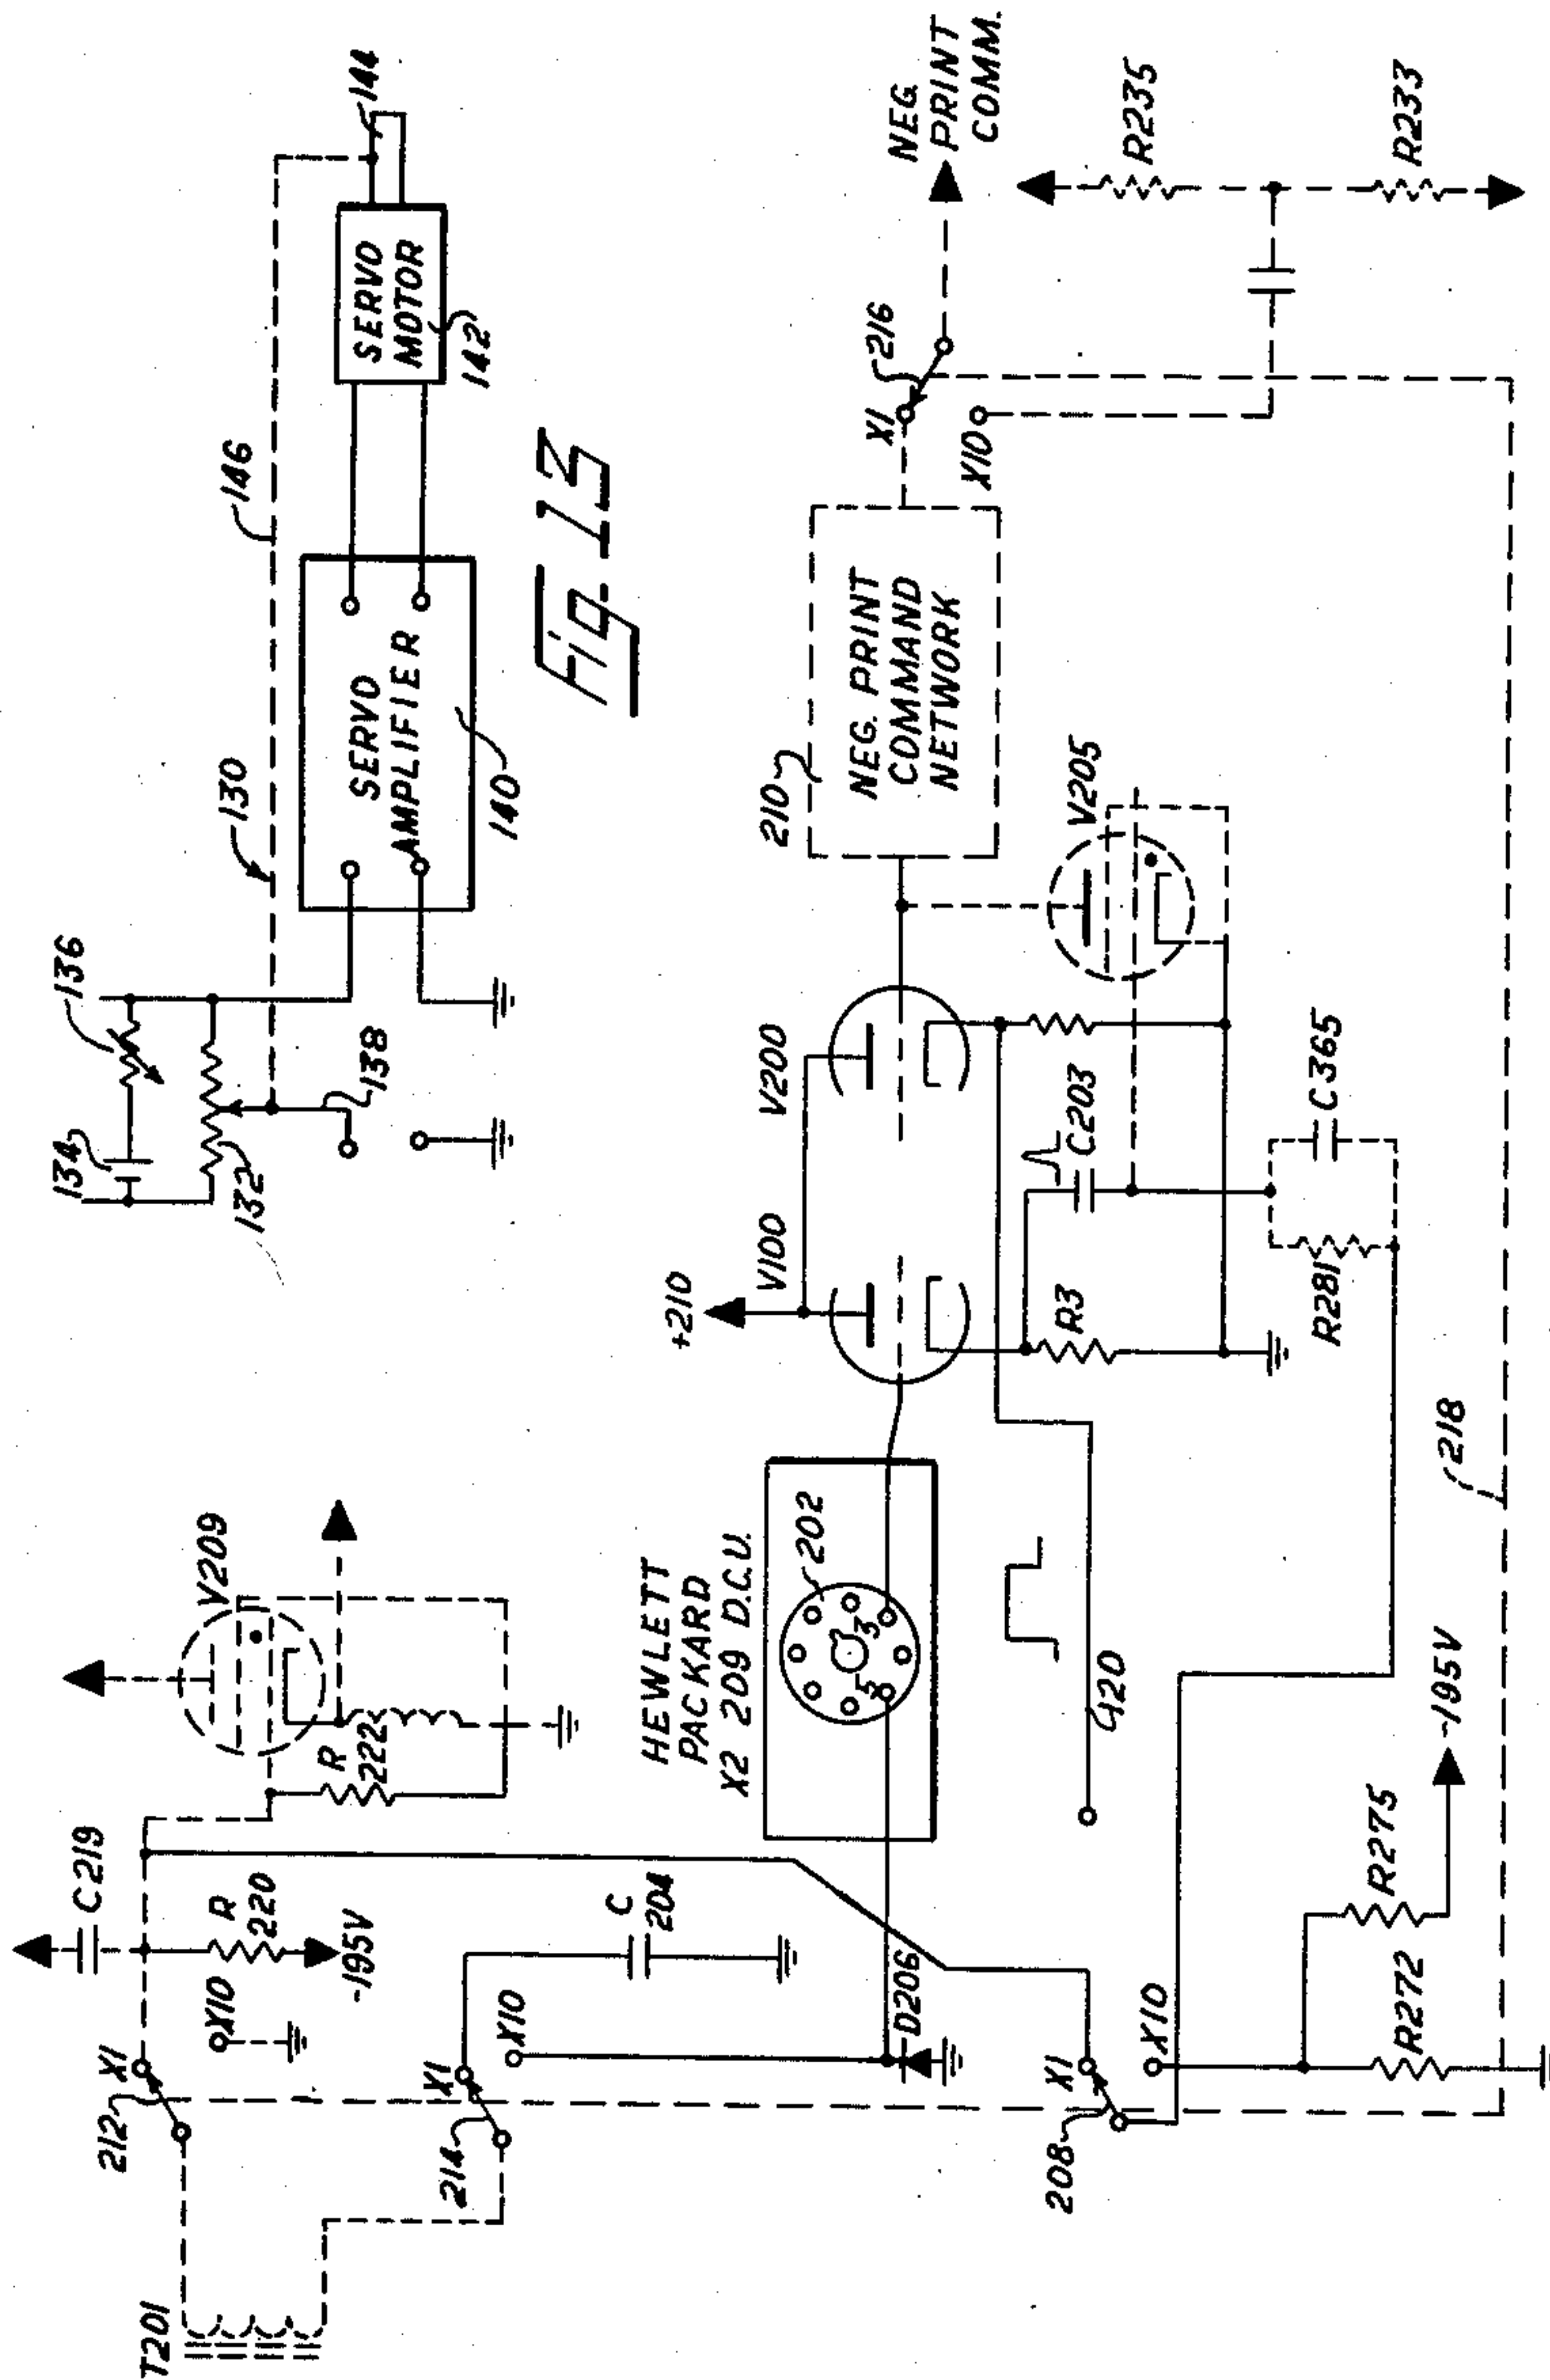 134
136
132
138
130
146
144
SERVO
AMPLIFIER
140
SERVO
MOTOR
142
Fig. 13
T201
212
X1
X10
C219
R
220
-195V
V209
R
222
214
X1
X10
C
204
D206
HEWLETT
PACKARD
X2 209 D.C.U.
202
5
3
+210
V100
V200
R3
C203
V205
210
NEG. PRINT
COMMAND
NETWORK
X1
216
X10
NEG.
PRINT
COMM.
R235
R233
420
R281
C365
208
X1
X10
R272
R275
-195V
218